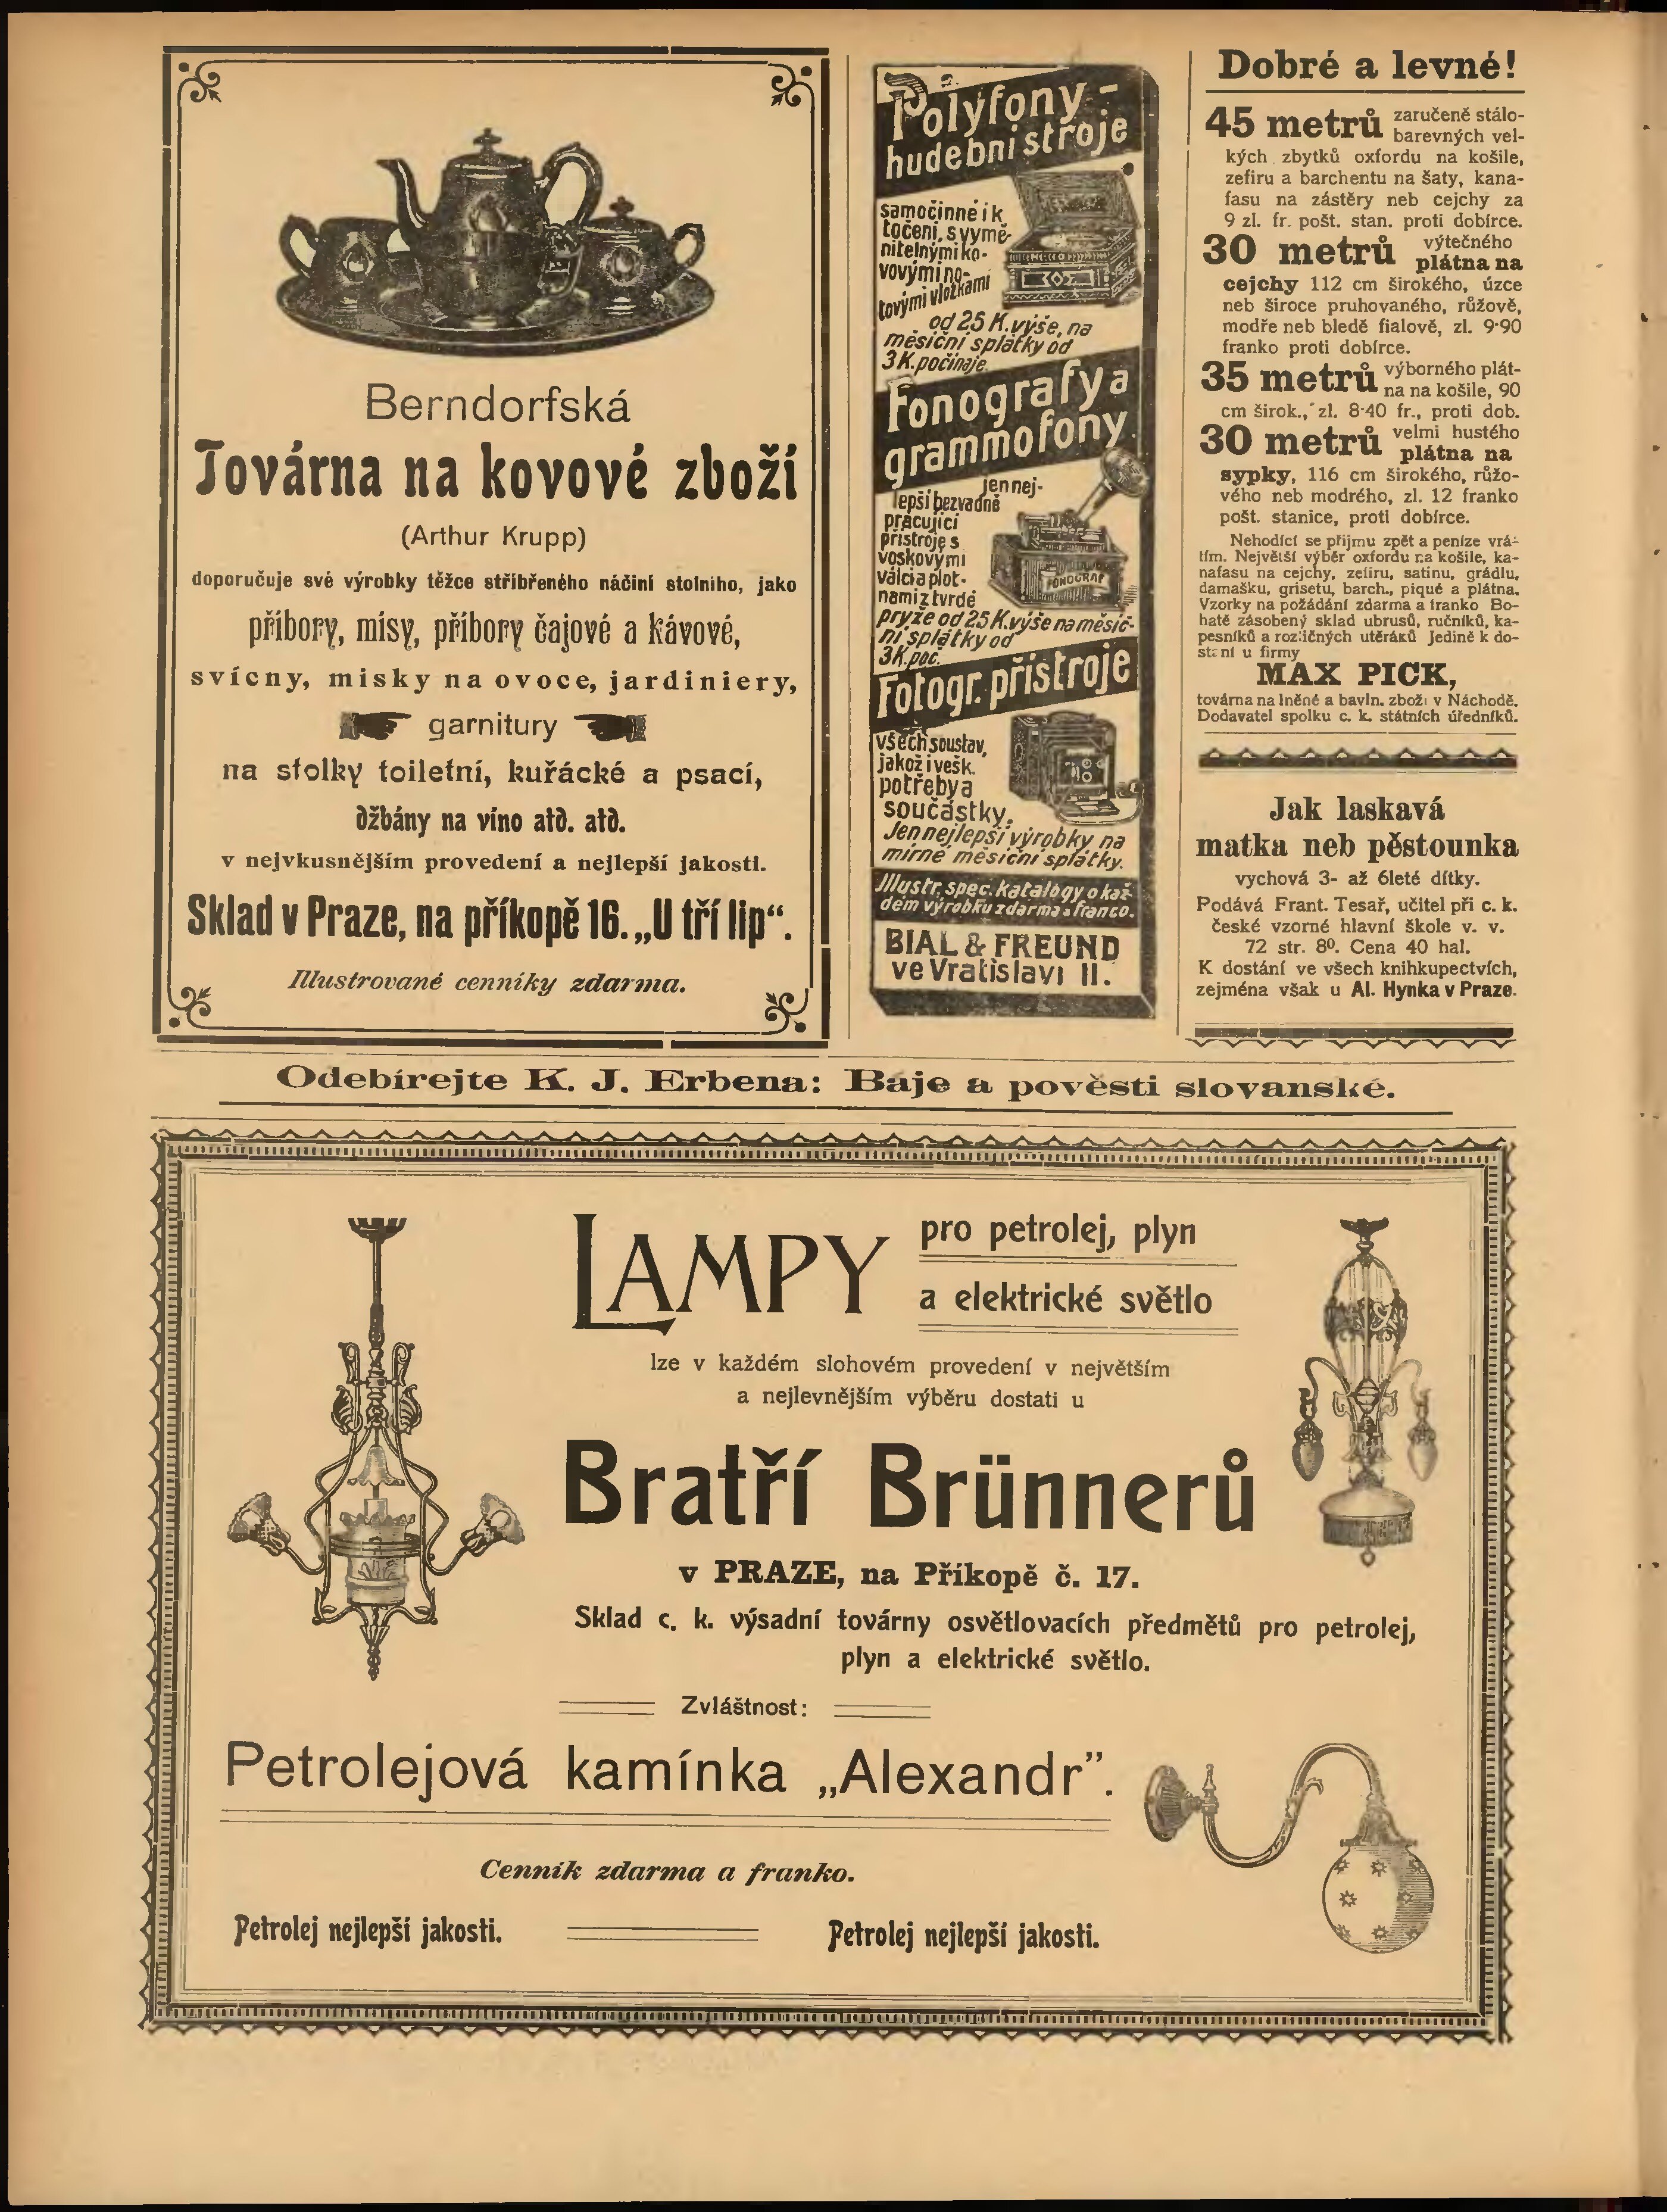 Berndorfská
Továrna na kovové zboží
(Arthur Krupp)
doporučuje své výrobky těžce stříbřeného náčiní stolního, jako
příbory, mísy, příbory čajové a kávové,
svícny, misky na ovoce, jardiniery,
garnitury
na stolky toiletní, kuřácké a psací,
džbány na víno atd. atd.
v nejvkusnějším provedení a nejlepší jakosti.
Sklad v Praze, na příkopě 16. „U tří lip“.
Illustrované cenníky zdarma.
Polyfony-
hudební stroje
samočinné i k
točení, s vymě-
nitelnými ko-
vovými no-
tovými vložkami
od 25 K. výše, na
měsíční splátky od
3 K. počínaje.
Fonografy a
grammofony
jen nej-
lepší bezvadně
pracující
přístroje s
voskovými
válci a plot-
nami z tvrdé
pryže od 25 K. výše na měsíč-
ní splátky od
3 K. poč.
FONOGRAF
Fotogr. přístroje
všech soustav,
jakož i vešk.
potřeby a
součástky.
Jen nejlepší výrobky na
mírné měsíční splátky.
Illustr. spec. katalogy o kaž-
dém výrobku zdarma a franco.
BIAL & FREUND
ve Vratislavi II.
Dobré a levné!
45 metrů zaručeně stálo-
barevných vel-
kých zbytků oxfordu na košile,
zefiru a barchentu na šaty, kana-
fasu na zástěry neb cejchy za
9 zl. fr. pošt. stan. proti dobírce.
30 metrů výtečného
plátna na
cejchy 112 cm širokého, úzce
neb široce pruhovaného, růžově,
modře neb bledě fialově, zl. 9·90
franko proti dobírce.
35 metrů výborného plát-
na na košile, 90
cm širok., zl. 8·40 fr., proti dob.
30 metrů velmi hustého
plátna na
sypky, 116 cm širokého, růžo-
vého neb modrého, zl. 12 franko
pošt. stanice, proti dobírce.
Nehodící se přijmu zpět a peníze vrá-
tím. Největší výběr oxfordu na košile, ka-
nafasu na cejchy, zefiru, satinu, grádlu,
damašku, grisetu, barch., piqué a plátna.
Vzorky na požádání zdarma a franko Bo-
hatě zásobený sklad ubrusů, ručníků, ka-
pesníků a rozličných utěráků Jedině k do-
stání u firmy
MAX PICK,
továrna na lněné a bavln. zboží v Náchodě.
Dodavatel spolku c. k. státních úředníků.
Jak laskavá
matka neb pěstounka
vychová 3- až 6leté dítky.
Podává Frant. Tesař, učitel při c. k.
české vzorné hlavní škole v. v.
72 str. 8⁰. Cena 40 hal.
K dostání ve všech knihkupectvích,
zejména však u Al. Hynka v Praze.
Odebírejte K. J. Erbena: Báje a pověsti slovanské.
LAMPY pro petrolej, plyn
a elektrické světlo
lze v každém slohovém provedení v největším
a nejlevnějším výběru dostati u
Bratří Brünnerů
v PRAZE, na Příkopě č. 17.
Sklad c. k. výsadní továrny osvětlovacích předmětů pro petrolej,
plyn a elektrické světlo.
Zvláštnost:
Petrolejová kamínka „Alexandr”.
Cenník zdarma a franko.
Petrolej nejlepší jakosti. Petrolej nejlepší jakosti.